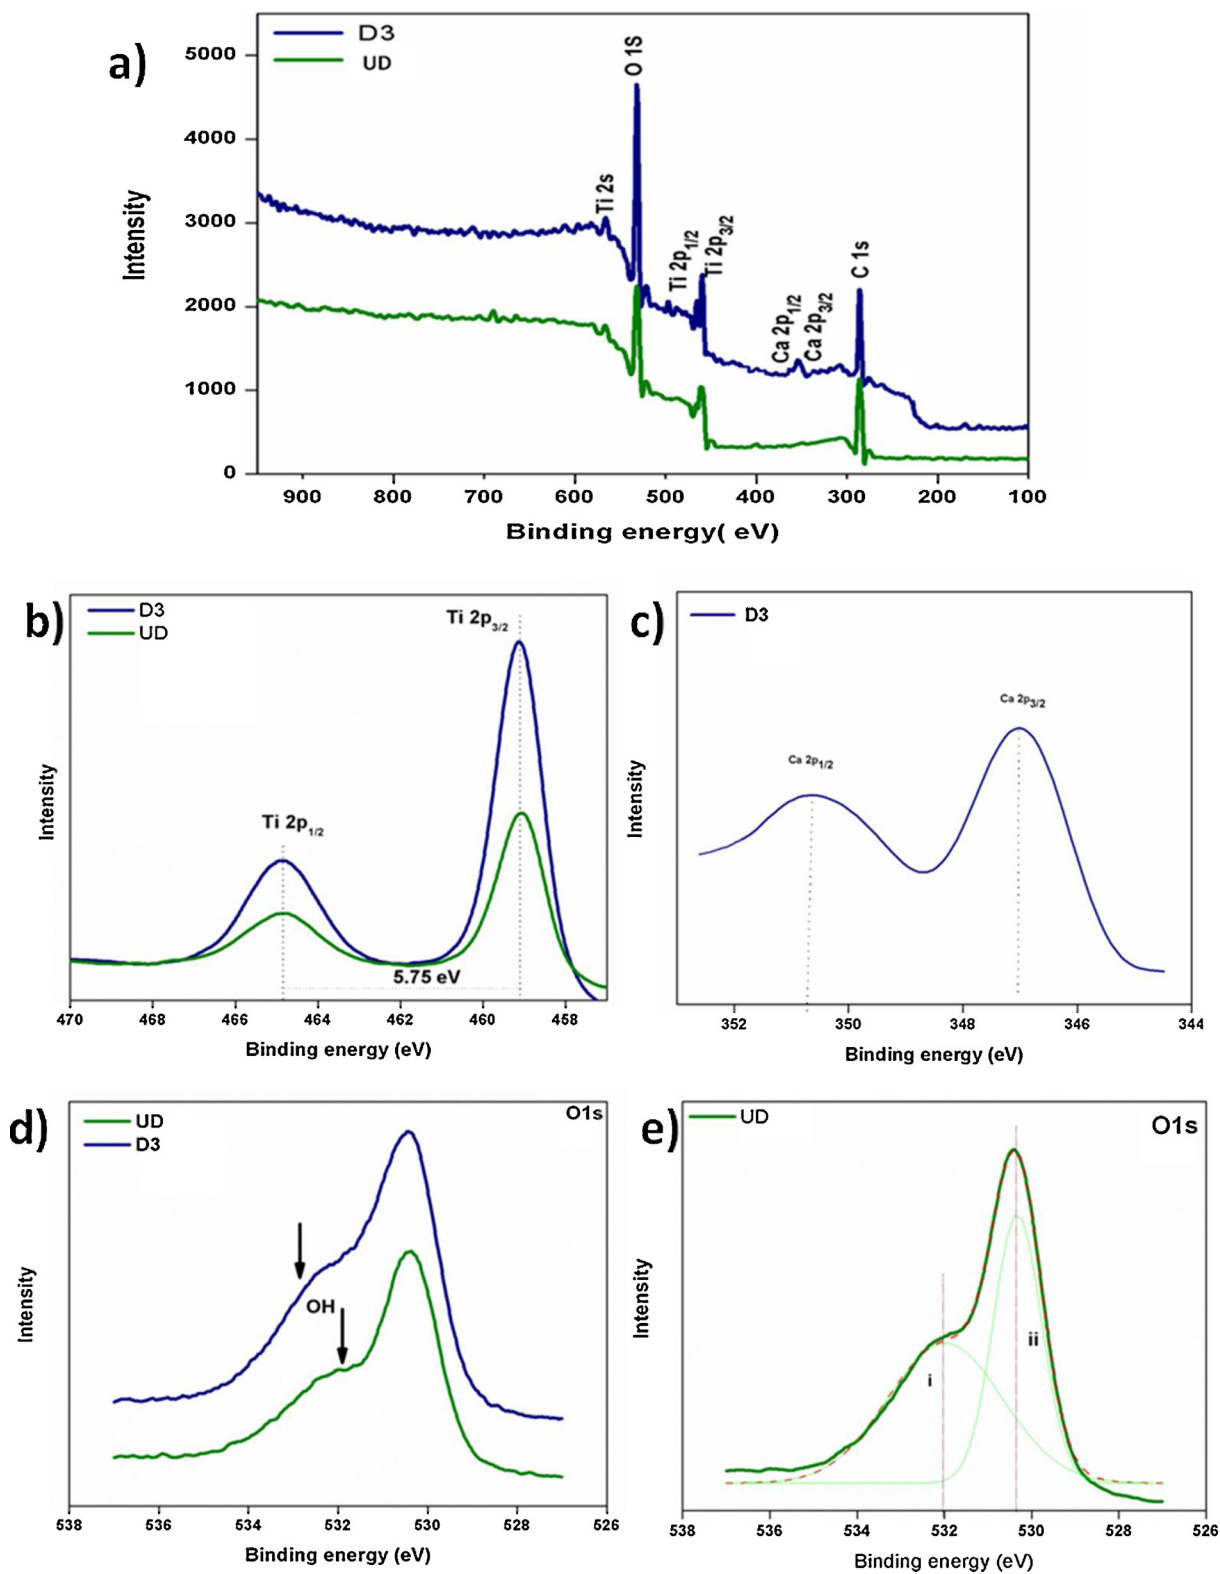 a)
D3
UD
5000
4000
3000
2000
1000
0
Intensity
Ti 2s
O 1S
Ti 2p1/2
Ti 2p3/2
Ca 2p1/2
Ca 2p3/2
C 1s
900 800 700 600 500 400 300 200 100
Binding energy( eV)
b)
D3
UD
Ti 2p3/2
Ti 2p1/2
5.75 eV
Intensity
470 468 466 464 462 460 458
Binding energy (eV)
c)
D3
Ca 2p3/2
Ca 2p1/2
Intensity
352 350 348 346 344
Binding energy (eV)
d)
UD
D3
O1s
OH
Intensity
538 536 534 532 530 528 526
Binding energy (eV)
e)
UD
O1s
i
ii
Intensity
538 536 534 532 530 528 526
Binding energy (eV)